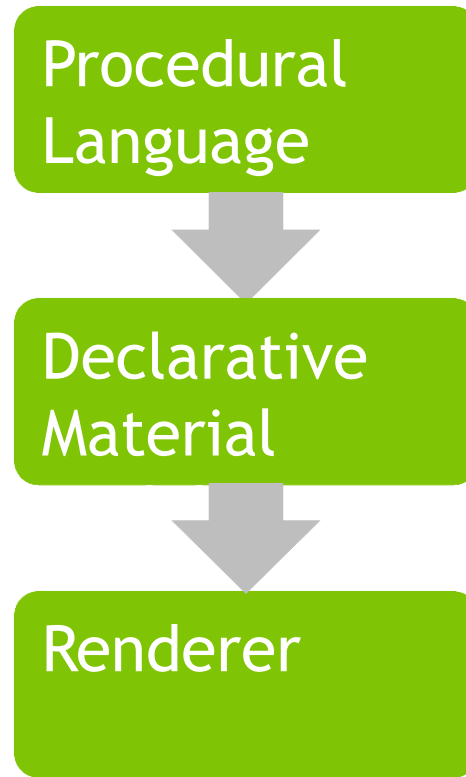 Procedural
Language
Declarative
Material
Renderer